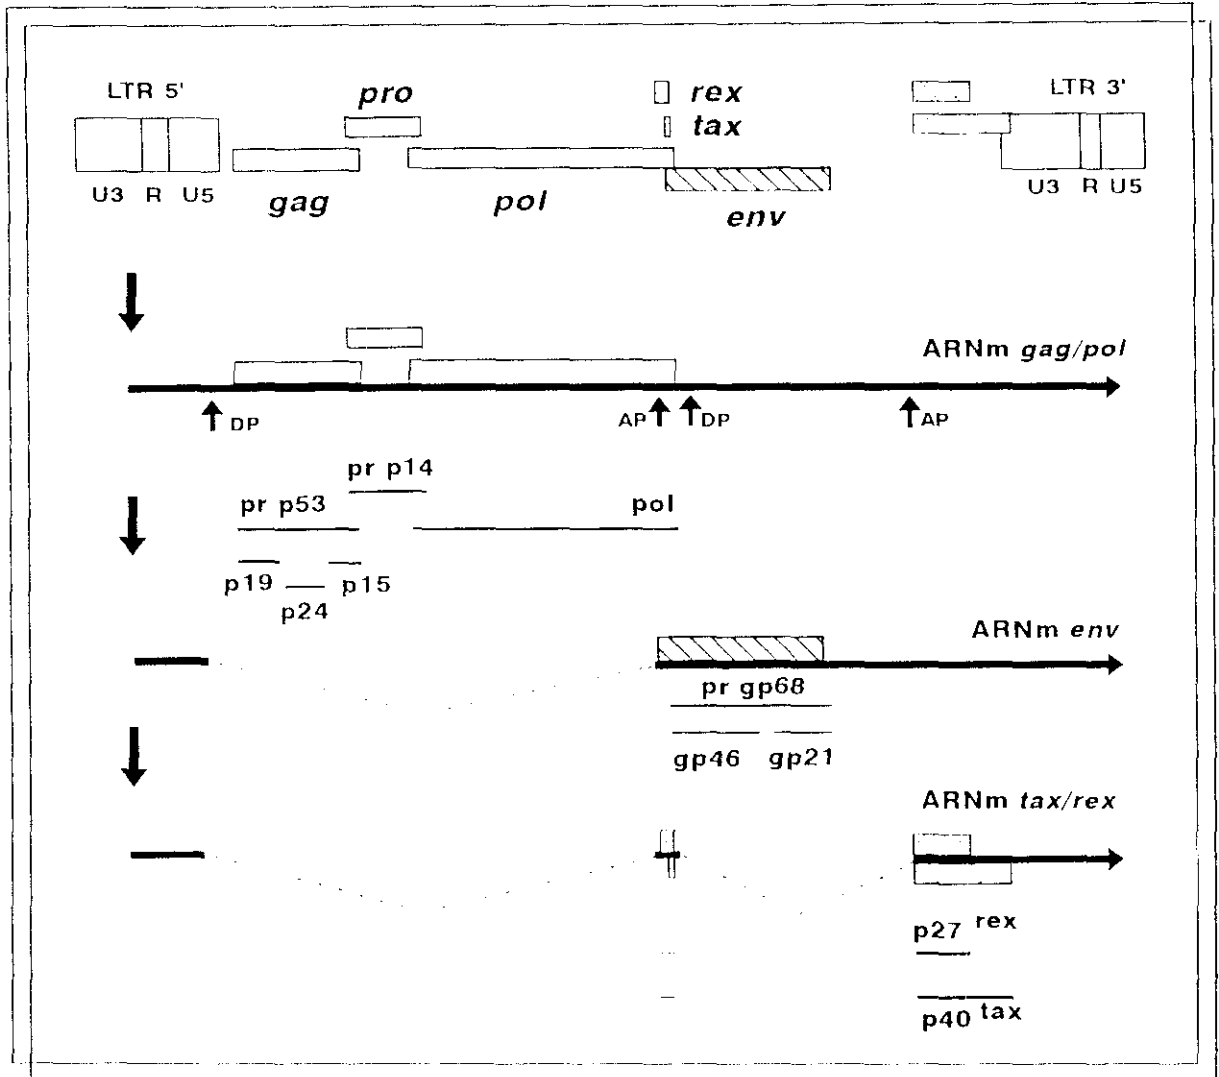 LTR 5' pro rex LTR 3'
tax
U3 R U5 gag pol env U3 R U5
ARNm gag/pol
DP AP DP AP
pr p14
pr p53 pol
p19 p24 p15
ARNm env
pr gp68
gp46 gp21
ARNm tax/rex
p27 rex
p40 tax